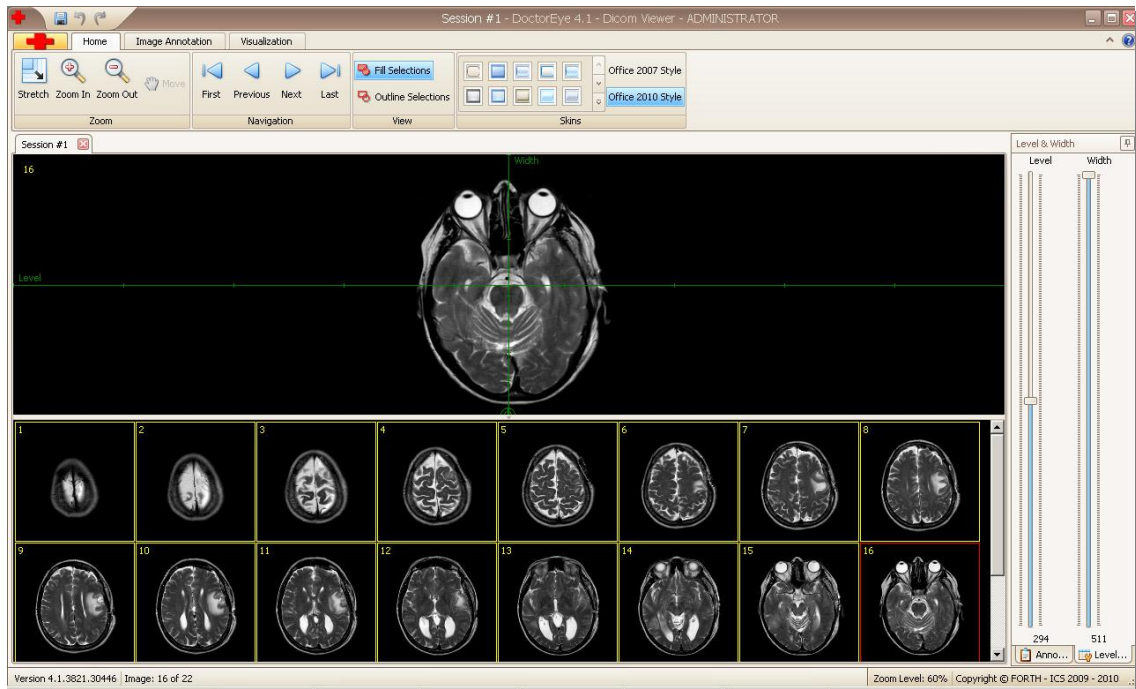 Session #1 - DoctorEye 4.1 - Dicom Viewer - ADMINISTRATOR
Home Image Annotation Visualization
Stretch Zoom In Zoom Out Move
First Previous Next Last
Fill Selections
Outline Selections
Office 2007 Style
Office 2010 Style
Zoom Navigation View Skins
Session #1
Level & Width
Level Width
16
Width
Level
1 2 3 4 5 6 7 8
9 10 11 12 13 14 15 16
294 511
Anno... Level...
Version 4.1.3821.30446 Image: 16 of 22 Zoom Level: 60% Copyright © FORTH - ICS 2009 - 2010